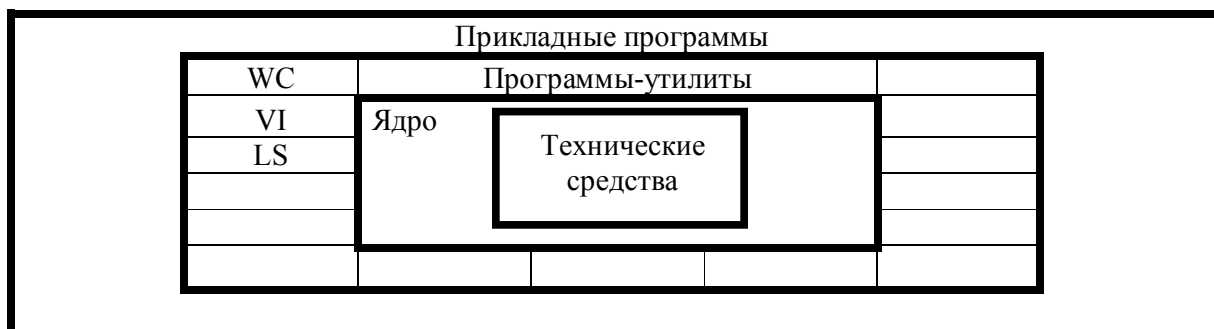 Прикладные программы
WC
Программы-утилиты
VI
Ядро
LS
Технические
средства